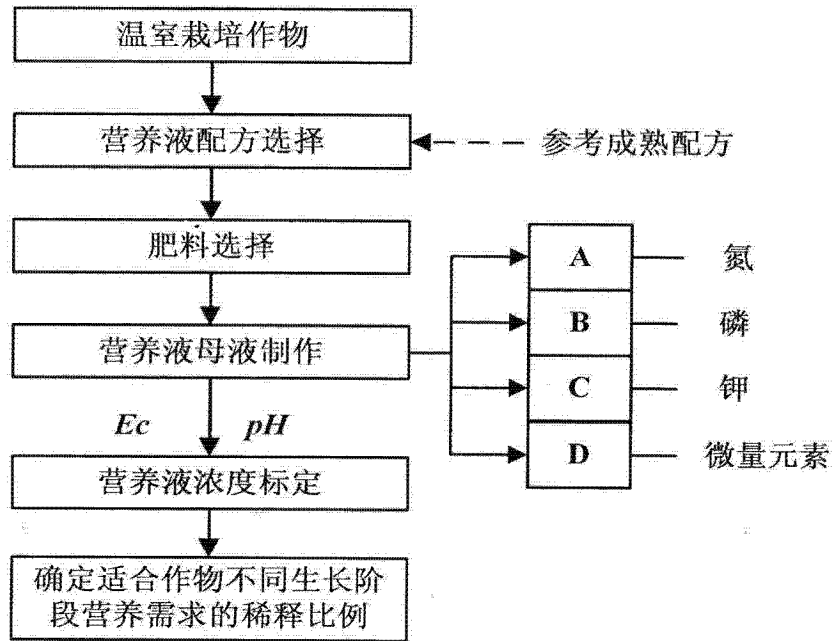 温室栽培作物
营养液配方选择
参考成熟配方
肥料选择
A
氮
B
磷
营养液母液制作
C
钾
Ec
pH
D
微量元素
营养液浓度标定
确定适合作物不同生长阶
段营养需求的稀释比例